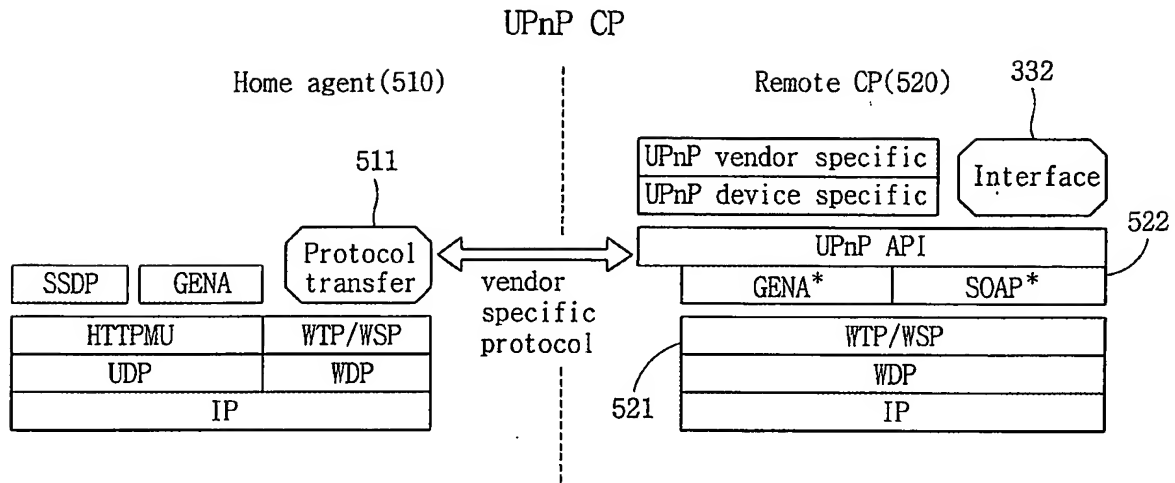 UPnP CP
Home agent(510)
Remote CP(520)
332
511
UPnP vendor specific
UPnP device specific
Interface
522
Protocol
transfer
UPnP API
SSDP
GENA
vendor
specific
protocol
GENA*
SOAP*
HTTPMU
WTP/WSP
WTP/WSP
UDP
WDP
WDP
521
IP
IP